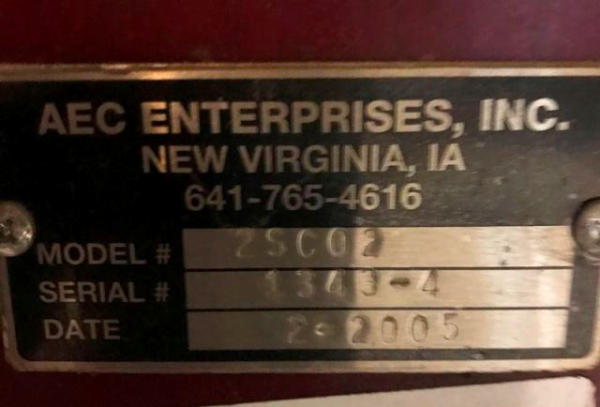 AEC ENTERPRISES, INC.
NEW VIRGINIA, IA
641-765-4616
MODEL # 2SC02
SERIAL # 1343-4
DATE 2-2005